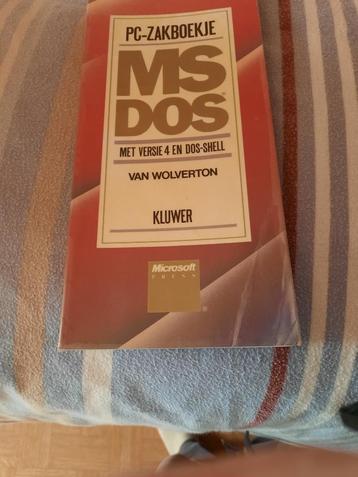 PC-ZAKBOEKJE
MS
DOS
MET VERSIE 4 EN DOS-SHELL
VAN WOLVERTON
KLUWER
Microsoft
PRESS
®